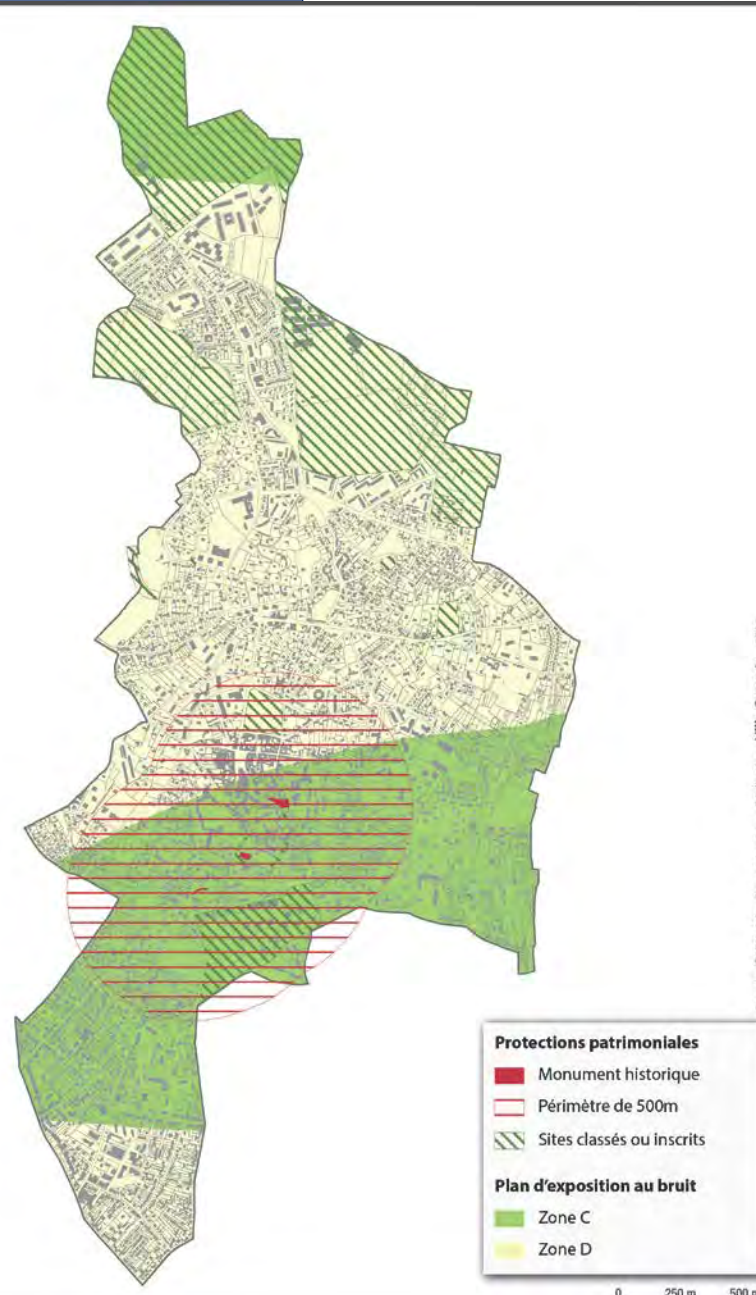 Protections patrimoniales
Monument historique
Périmètre de 500m
Sites classés ou inscrits
Plan d'exposition au bruit
Zone C
Zone D
0 250 m 500 m